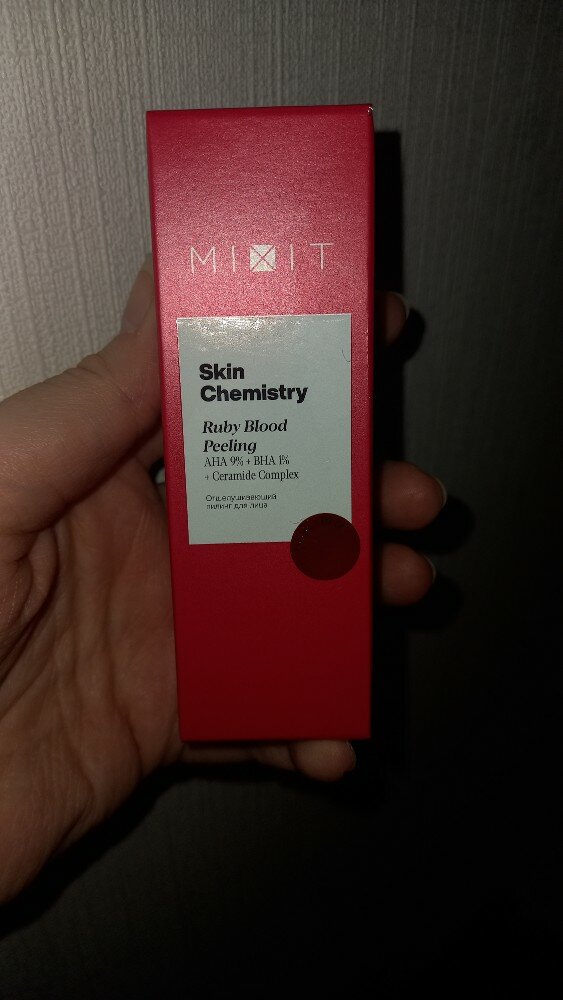 MIXIT
Skin
Chemistry
Ruby Blood
Peeling
AHA 9% + BHA 1%
+ Ceramide Complex
Отшелушивающий
пилинг для лица